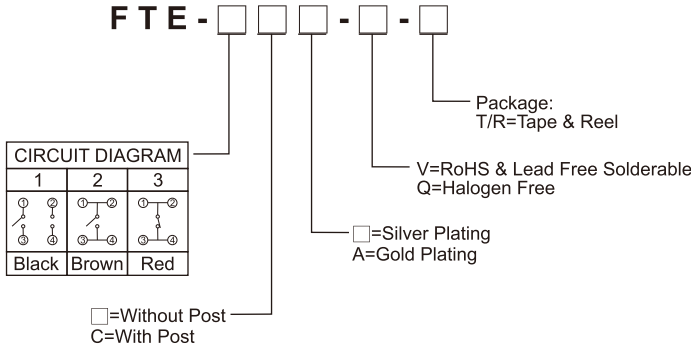 FTE-□□□-□-□
Package:
T/R=Tape & Reel
CIRCUIT DIAGRAM
V=RoHS & Lead Free Solderable
1 2 3
Q=Halogen Free
① ② ① ② ① ②
③ ④ ③ ④ ③ ④
□=Silver Plating
A=Gold Plating
Black Brown Red
□=Without Post
C=With Post